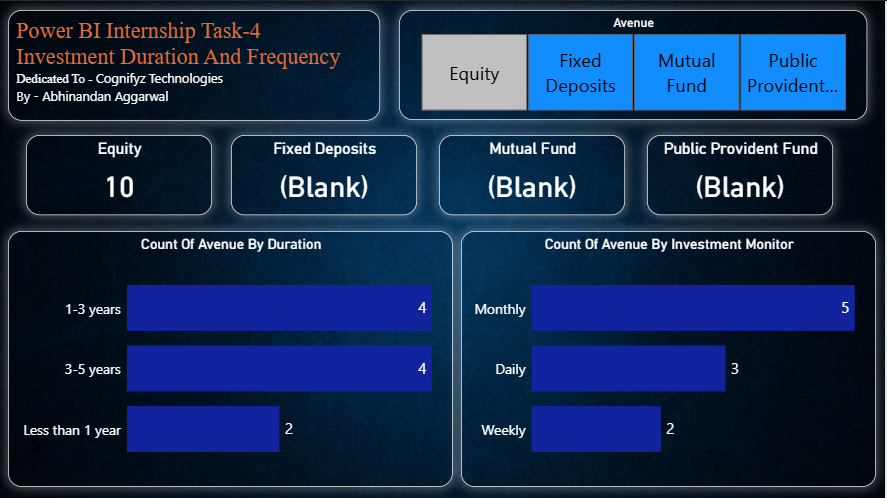 Power BI Internship Task-4
Investment Duration And Frequency
Dedicated To - Cognifyz Technologies
By - Abhinandan Aggarwal
Avenue
Equity
Fixed
Deposits
Mutual
Fund
Public
Provident...
Equity
10
Fixed Deposits
(Blank)
Mutual Fund
(Blank)
Public Provident Fund
(Blank)
Count Of Avenue By Duration
1-3 years 4
3-5 years 4
Less than 1 year 2
Count Of Avenue By Investment Monitor
Monthly 5
Daily 3
Weekly 2